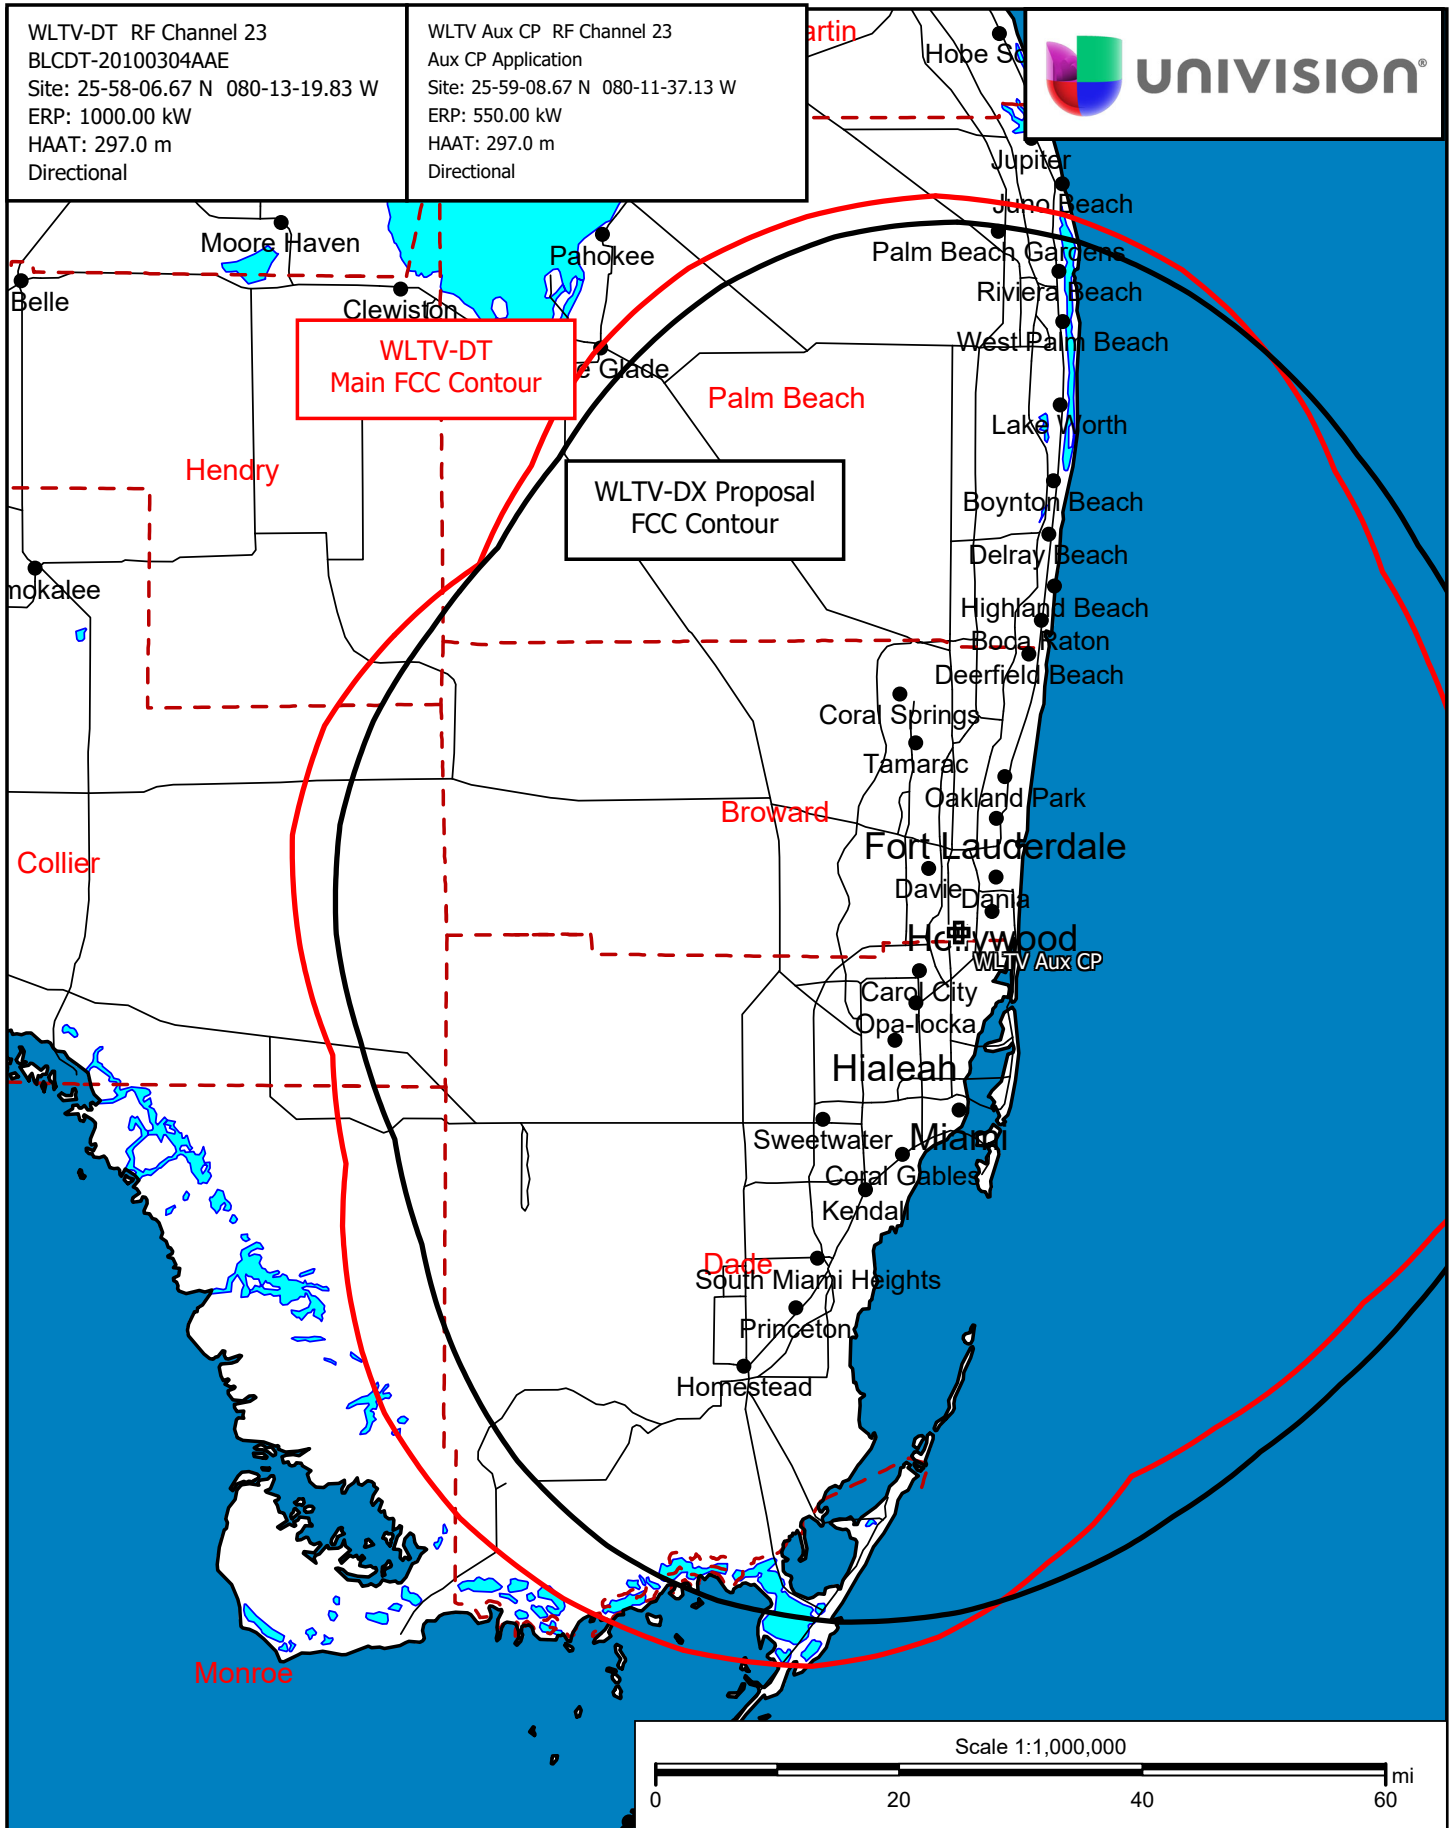 WLTV-DT RF Channel 23
BLCDT-20100304AAE
Site: 25-58-06.67 N 080-13-19.83 W
ERP: 1000.00 kW
HAAT: 297.0 m
Directional
WLTV Aux CP RF Channel 23
Aux CP Application
Site: 25-59-08.67 N 080-11-37.13 W
ERP: 550.00 kW
HAAT: 297.0 m
Directional
UNIVISION®
artin
Hobe So
Jupiter
Juno Beach
Moore Haven
Pahokee
Palm Beach Gardens
Belle
Clewiston
Riviera Beach
West Palm Beach
WLTV-DT
Main FCC Contour
e Glade
Palm Beach
Lake Worth
Hendry
WLTV-DX Proposal
FCC Contour
Boynton Beach
Delray Beach
mokalee
Highland Beach
Boca Raton
Deerfield Beach
Coral Springs
Tamarac
Oakland Park
Broward
Fort Lauderdale
Collier
Davie
Dania
Hollywood
WLTV Aux CP
Carol City
Opa-locka
Hialeah
Sweetwater
Miami
Coral Gables
Kendall
Dade
South Miami Heights
Princeton
Homestead
Monroe
Scale 1:1,000,000
mi
0 20 40 60